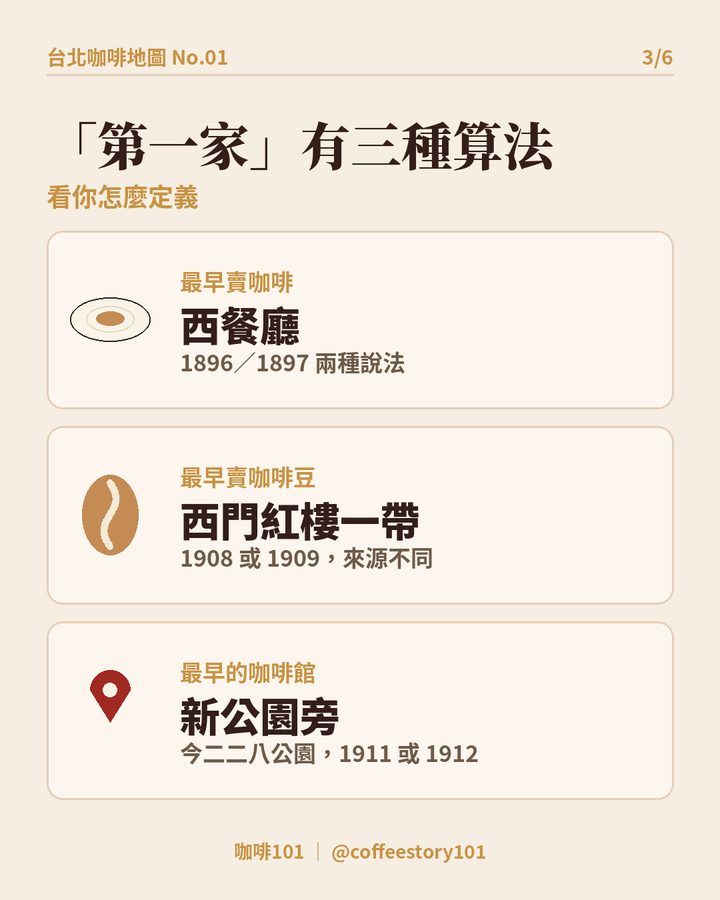 台北咖啡地圖 No.01
3/6
「第一家」有三種算法
看你怎麼定義
最早賣咖啡
西餐廳
1896／1897 兩種說法
最早賣咖啡豆
西門紅樓一帶
1908 或 1909，來源不同
最早的咖啡館
新公園旁
今二二八公園，1911 或 1912
咖啡101｜@coffeestory101